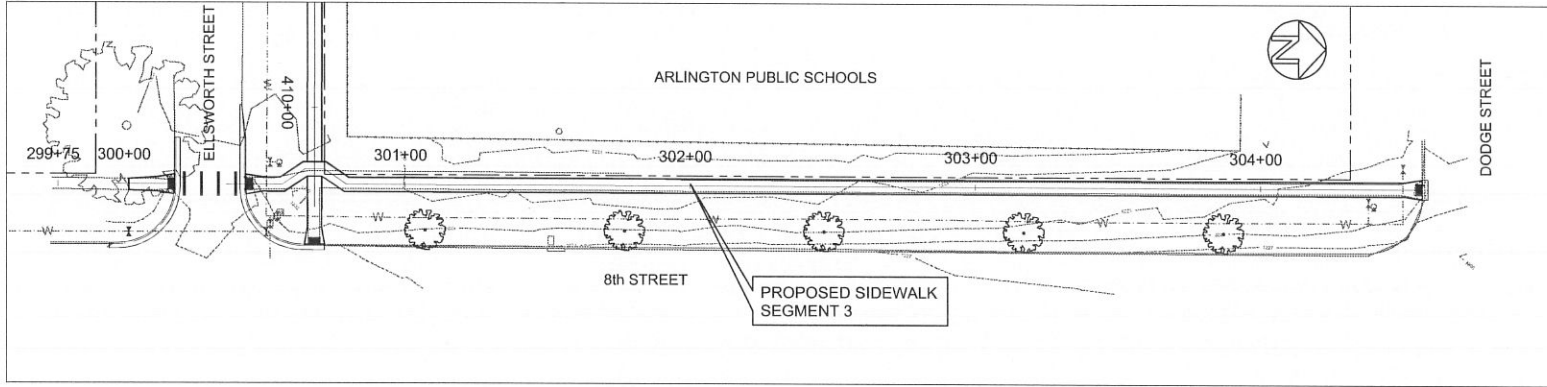 ELLSWORTH STREET
410+00
ARLINGTON PUBLIC SCHOOLS
N
DODGE STREET
299+75
300+00
301+00
302+00
303+00
304+00
W
W
W
W
W
W
8th STREET
PROPOSED SIDEWALK
SEGMENT 3